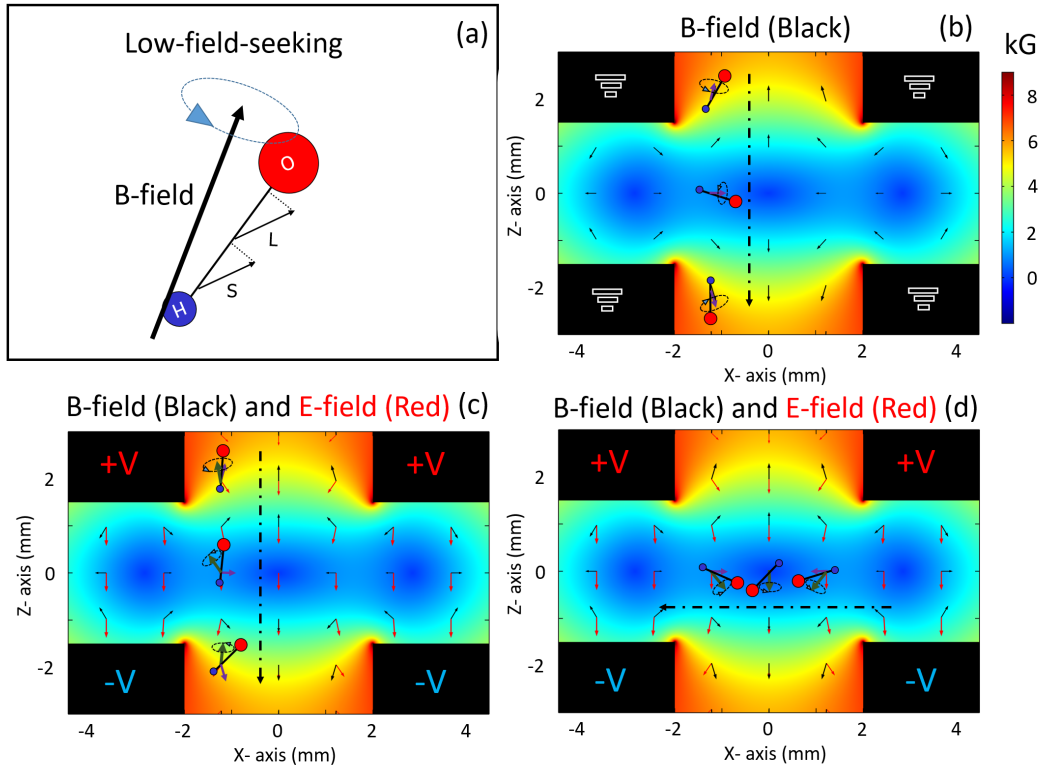 (a)
Low-field-seeking
B-field
O
L
S
H
B-field (Black) (b)
kG
8
6
4
2
0
Z- axis (mm)
2
0
-2
-4 -2 0 2 4
X- axis (mm)
B-field (Black) and E-field (Red) (c)
+V +V
-V -V
Z- axis (mm)
2
0
-2
-4 -2 0 2 4
X- axis (mm)
B-field (Black) and E-field (Red) (d)
+V +V
-V -V
Z- axis (mm)
2
0
-2
-4 -2 0 2 4
X- axis (mm)